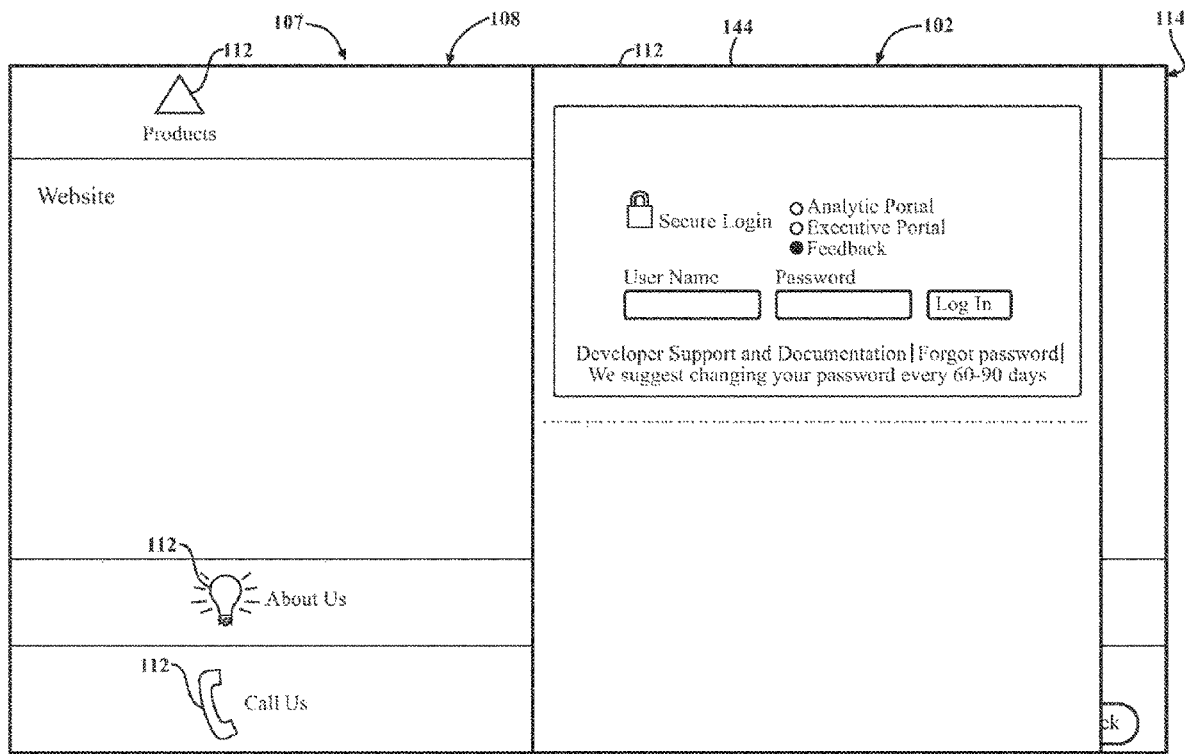 107
108
112
144
102
114
112
Products
Website
Secure Login
Analytic Portal
Executive Portal
Feedback
User Name
Password
Log In
Developer Support and Documentation| Forgot password|
We suggest changing your password every 60-90 days
112
About Us
112
Call Us
ck